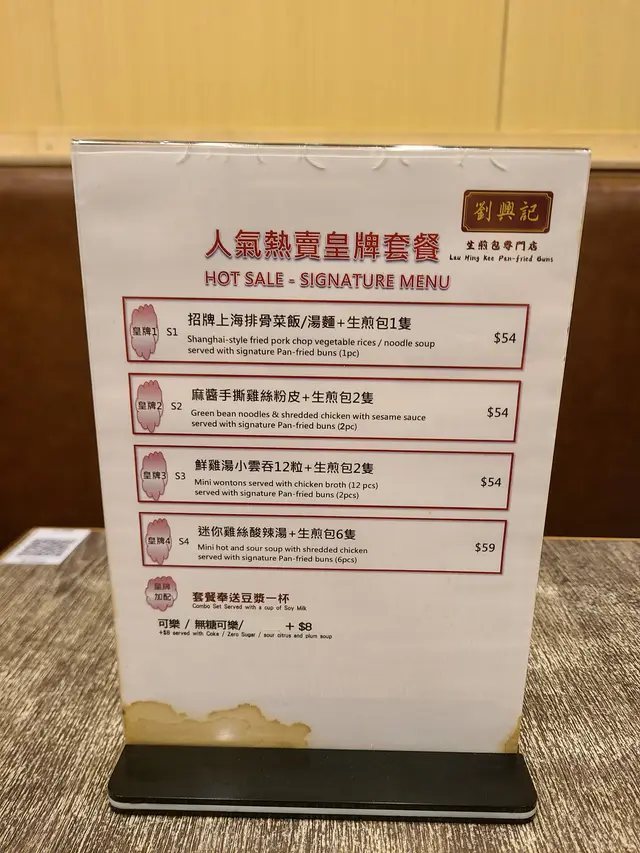 劉興記
生煎包專門店
Lau Hing Kee Pan-fried Buns
人氣熱賣皇牌套餐
HOT SALE - SIGNATURE MENU
皇牌1 S1 招牌上海排骨菜飯/湯麵+生煎包1隻
Shanghai-style fried pork chop vegetable rices / noodle soup
served with signature Pan-fried buns (1pc)
$54
皇牌2 S2 麻醬手撕雞絲粉皮+生煎包2隻
Green bean noodles & shredded chicken with sesame sauce
served with signature Pan-fried buns (2pc)
$54
皇牌3 S3 鮮雞湯小雲吞12粒+生煎包2隻
Mini wontons served with chicken broth (12 pcs)
served with signature Pan-fried buns (2pcs)
$54
皇牌4 S4 迷你雞絲酸辣湯+生煎包6隻
Mini hot and sour soup with shredded chicken
served with signature Pan-fried buns (6pcs)
$59
皇牌
加配
套餐奉送豆漿一杯
Combo Set Served with a cup of Soy Milk
可樂 / 無糖可樂/ + $8
+$8 served with Coke / Zero Sugar / sour citrus and plum soup